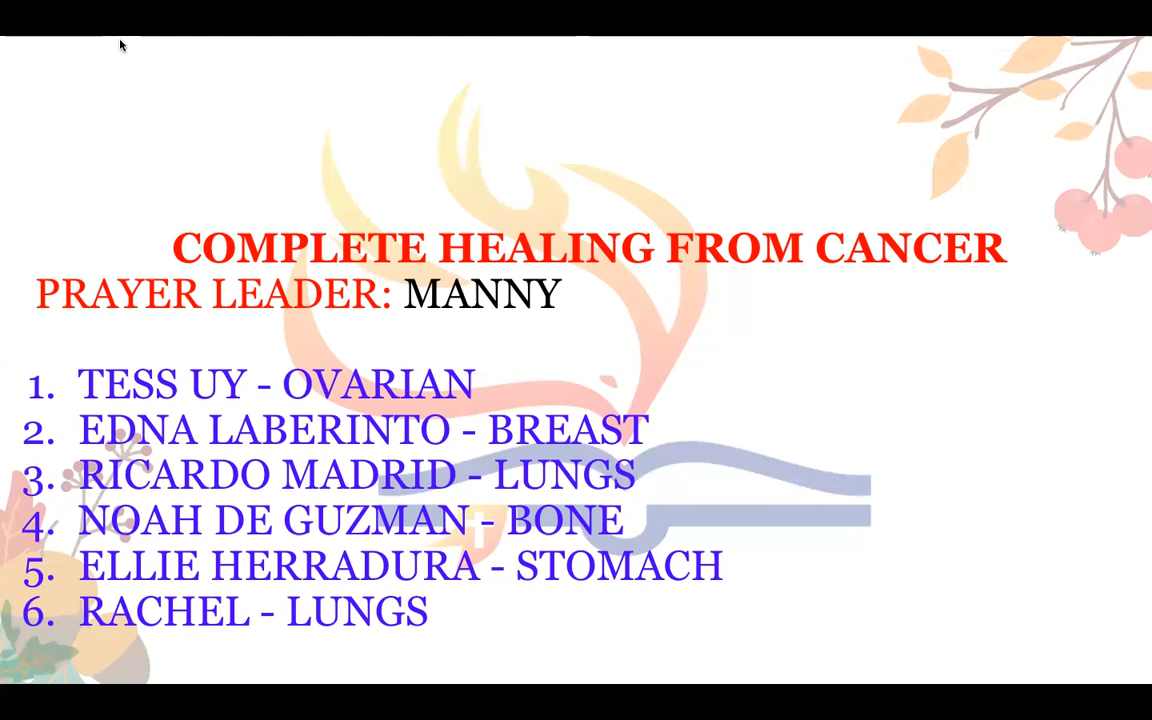 COMPLETE HEALING FROM CANCER
PRAYER LEADER: MANNY
1. TESS UY - OVARIAN
2. EDNA LABERINTO - BREAST
3. RICARDO MADRID - LUNGS
4. NOAH DE GUZMAN - BONE
5. ELLIE HERRADURA - STOMACH
6. RACHEL - LUNGS